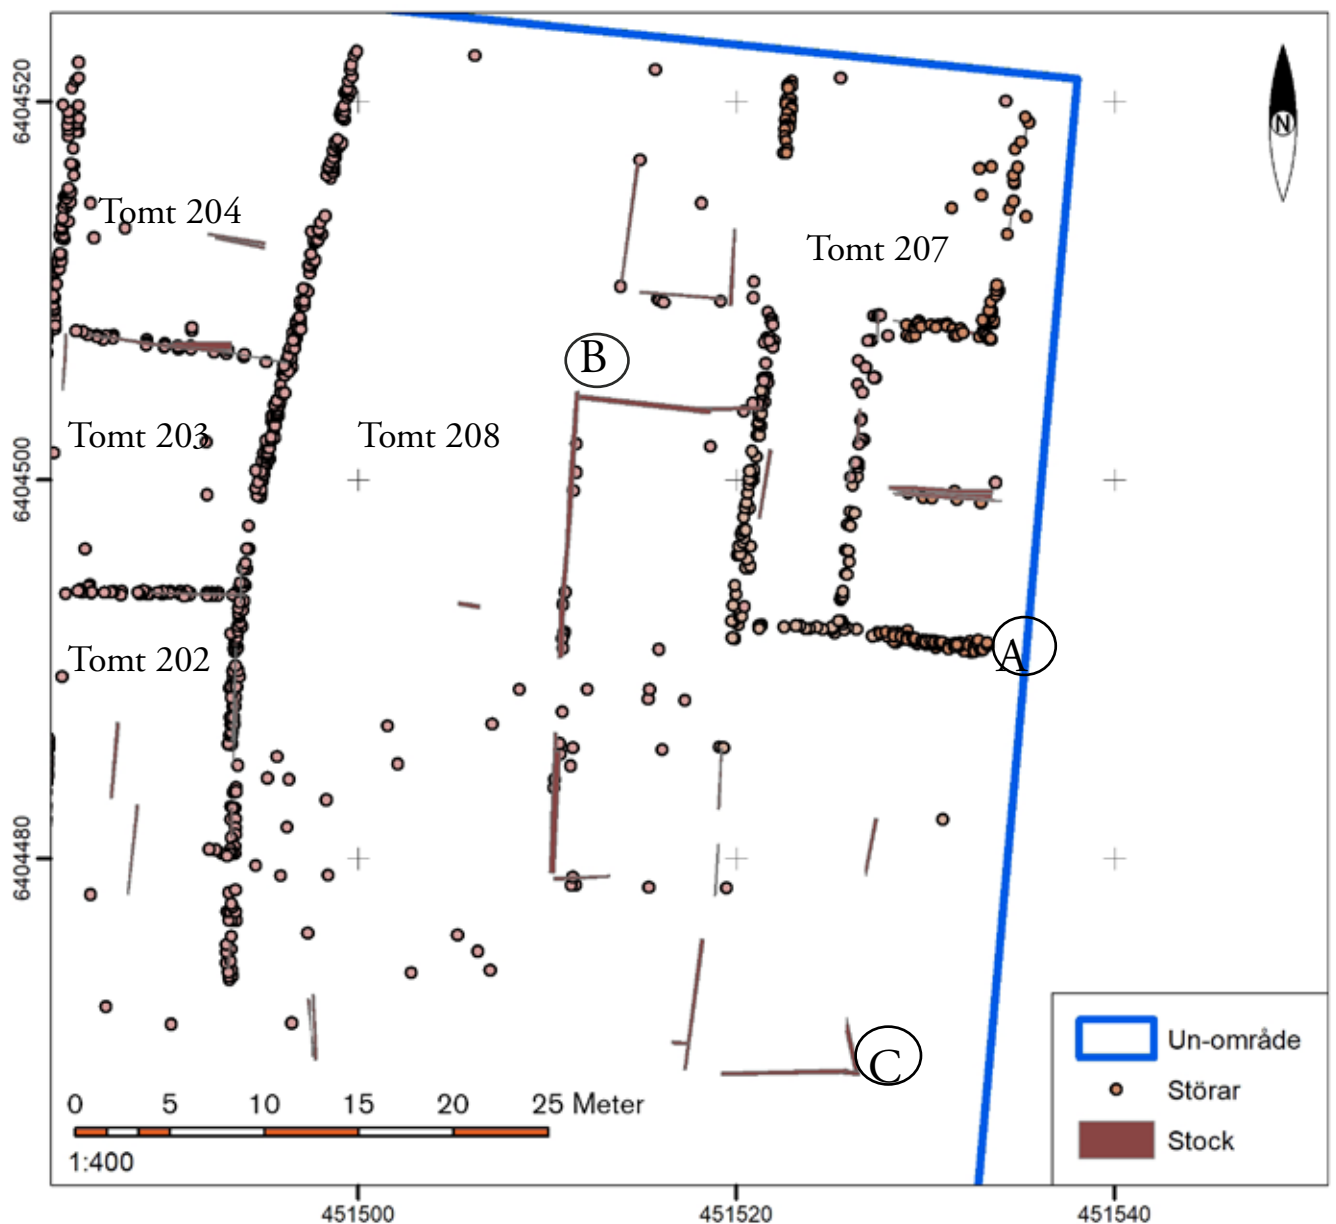 6404520
N
Tomt 204
Tomt 207
B
Tomt 203
Tomt 208
6404500
Tomt 202
A
6404480
C
Un-område
Störar
Stock
0 5 10 15 20 25 Meter
1:400
451500 451520 451540